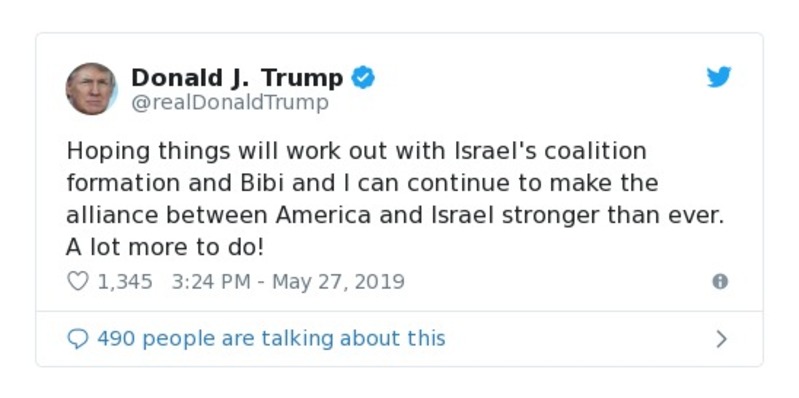 Donald J. Trump
@realDonaldTrump
Hoping things will work out with Israel's coalition
formation and Bibi and I can continue to make the
alliance between America and Israel stronger than ever.
A lot more to do!
1,345 3:24 PM - May 27, 2019
490 people are talking about this